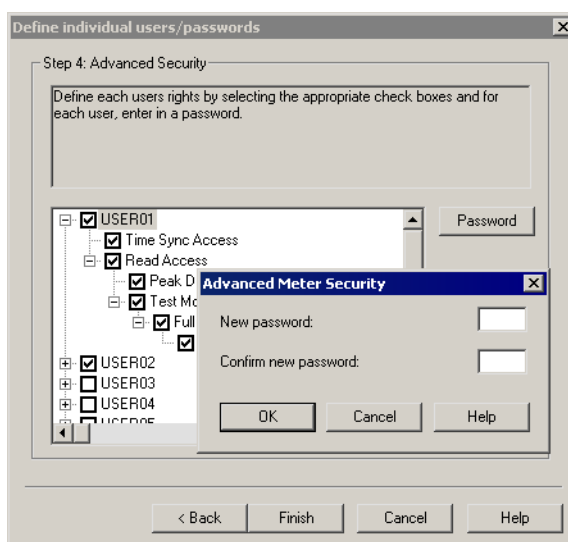 Define individual users/passwords
Step 4: Advanced Security
Define each users rights by selecting the appropriate check boxes and for
each user, enter in a password.
USER01
Password
Time Sync Access
Read Access
Peak D
Advanced Meter Security
Test Mo
New password:
Full
Confirm new password:
USER02
USER03
USER04
OK
Cancel
Help
USER05
< Back
Finish
Cancel
Help